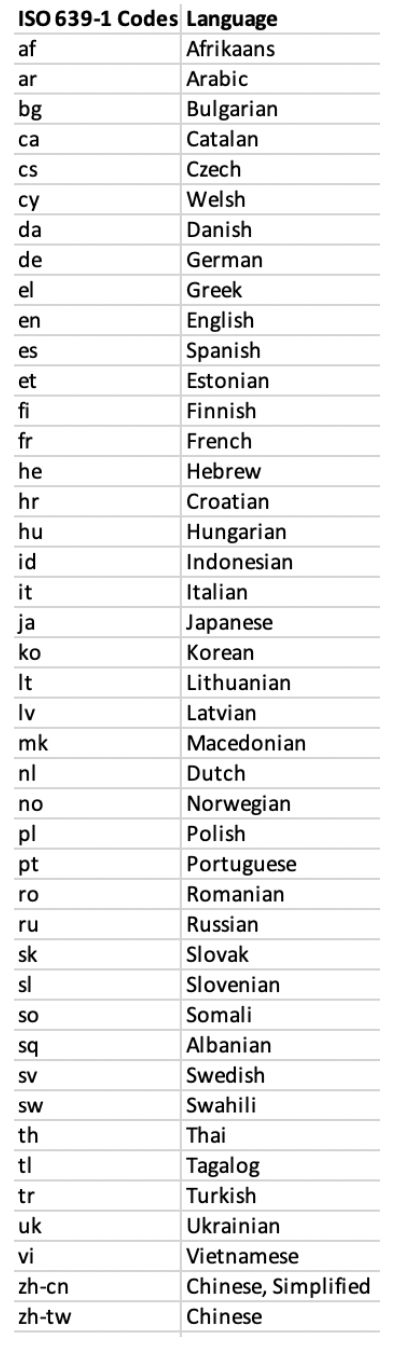 ISO 639-1 Codes Language
af Afrikaans
ar Arabic
bg Bulgarian
ca Catalan
cs Czech
cy Welsh
da Danish
de German
el Greek
en English
es Spanish
et Estonian
fi Finnish
fr French
he Hebrew
hr Croatian
hu Hungarian
id Indonesian
it Italian
ja Japanese
ko Korean
lt Lithuanian
lv Latvian
mk Macedonian
nl Dutch
no Norwegian
pl Polish
pt Portuguese
ro Romanian
ru Russian
sk Slovak
sl Slovenian
so Somali
sq Albanian
sv Swedish
sw Swahili
th Thai
tl Tagalog
tr Turkish
uk Ukrainian
vi Vietnamese
zh-cn Chinese, Simplified
zh-tw Chinese